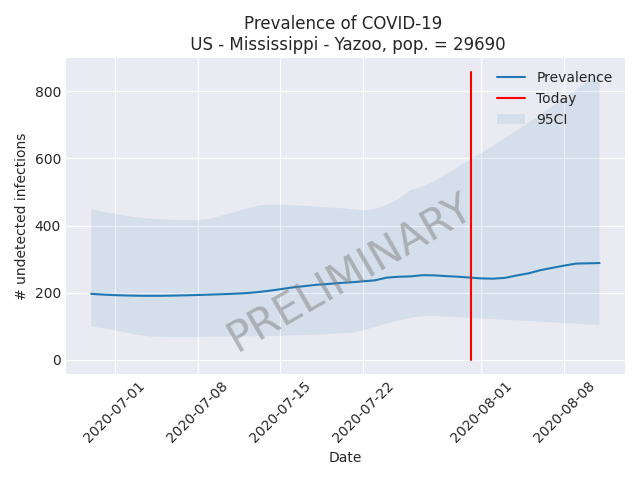 Prevalence of COVID-19
US - Mississippi - Yazoo, pop. = 29690
# undetected infections
800
600
400
200
0
Prevalence
Today
95CI
PRELIMINARY
2020-07-01
2020-07-08
2020-07-15
2020-07-22
2020-08-01
2020-08-08
Date